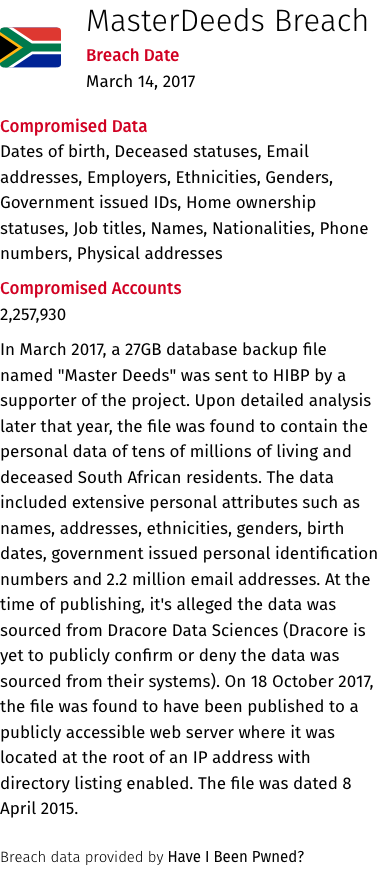 MasterDeeds Breach
Breach Date
March 14, 2017
Compromised Data
Dates of birth, Deceased statuses, Email
addresses, Employers, Ethnicities, Genders,
Government issued IDs, Home ownership
statuses, Job titles, Names, Nationalities, Phone
numbers, Physical addresses
Compromised Accounts
2,257,930
In March 2017, a 27GB database backup file
named "Master Deeds" was sent to HIBP by a
supporter of the project. Upon detailed analysis
later that year, the file was found to contain the
personal data of tens of millions of living and
deceased South African residents. The data
included extensive personal attributes such as
names, addresses, ethnicities, genders, birth
dates, government issued personal identification
numbers and 2.2 million email addresses. At the
time of publishing, it's alleged the data was
sourced from Dracore Data Sciences (Dracore is
yet to publicly confirm or deny the data was
sourced from their systems). On 18 October 2017,
the file was found to have been published to a
publicly accessible web server where it was
located at the root of an IP address with
directory listing enabled. The file was dated 8
April 2015.
Breach data provided by Have I Been Pwned?